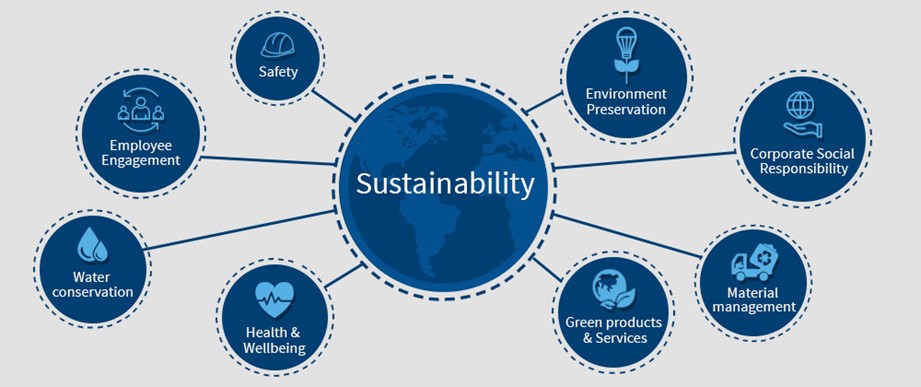 Safety
Environment
Preservation
Employee
Engagement
Corporate Social
Responsibility
Sustainability
Water
conservation
Material
management
Health &
Wellbeing
Green products
& Services